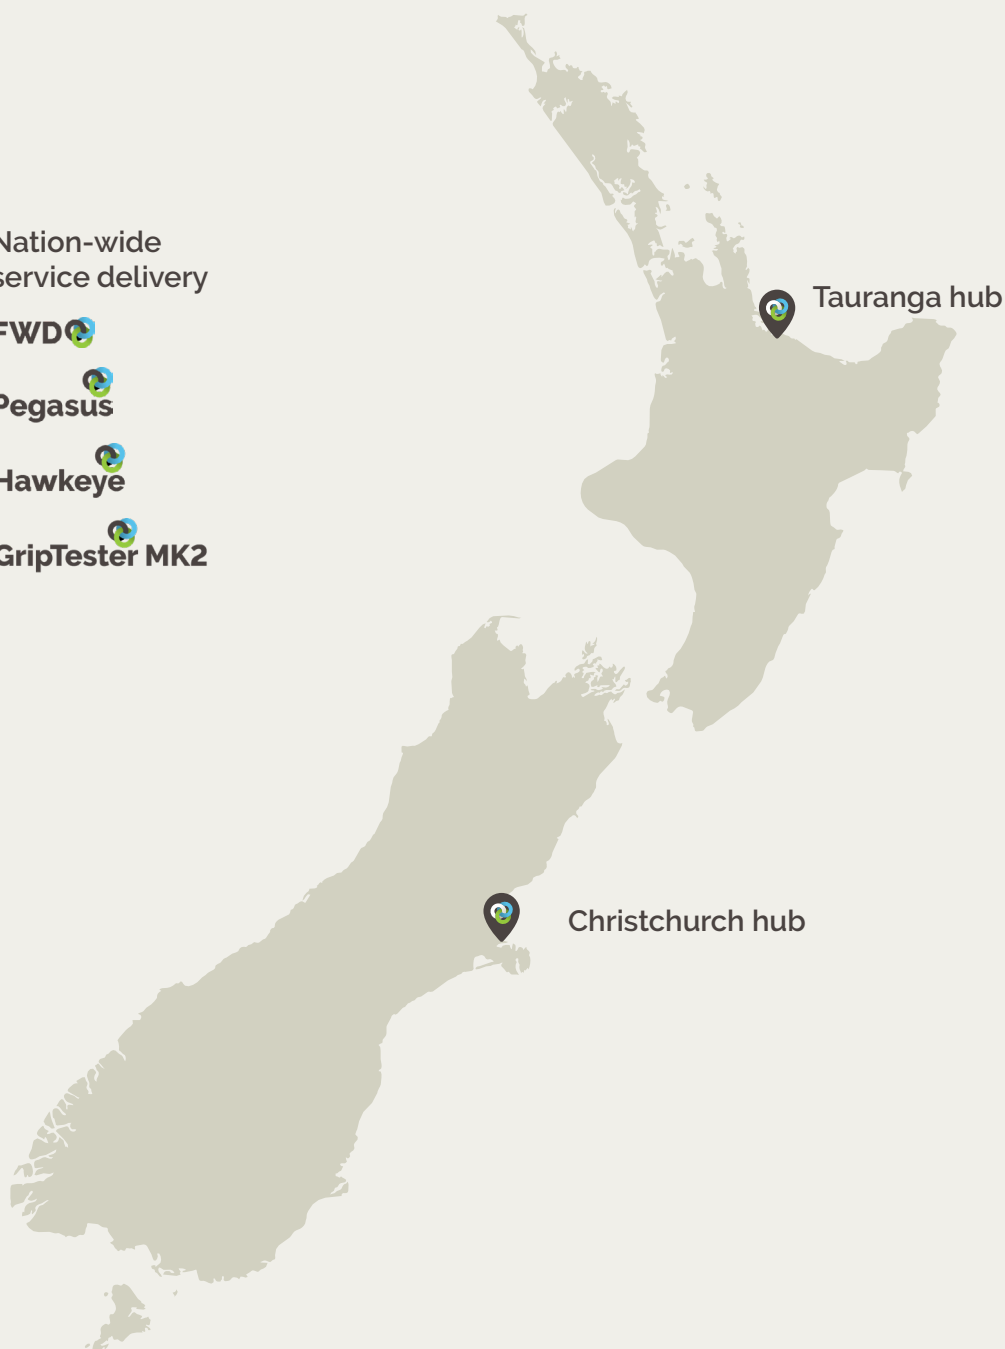 Nation-wide
service delivery
FWD
Pegasus
Hawkeye
GripTester MK2
Tauranga hub
Christchurch hub